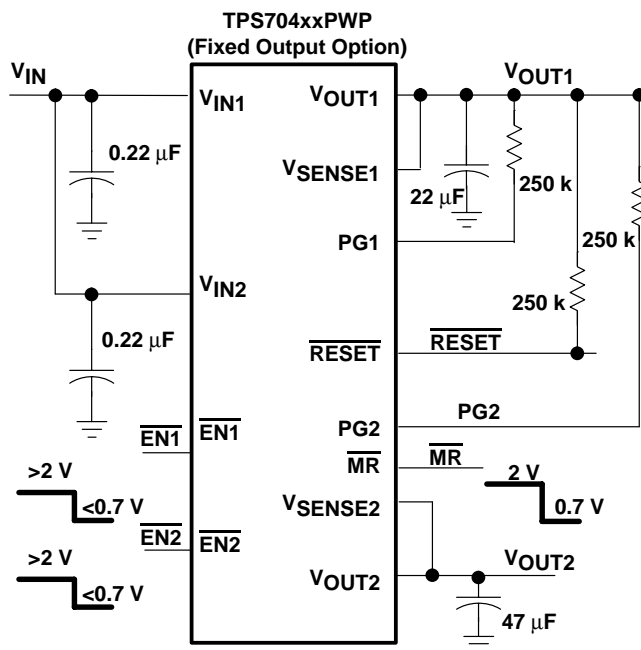 TPS704xxPWP
(Fixed Output Option)
VIN
VIN1
VOUT1
VOUT1
0.22 μF
VSENSE1
22 μF
250 k
PG1
250 k
VIN2
250 k
0.22 μF
RESET
RESET
EN1
EN1
PG2
PG2
MR
MR
>2 V
<0.7 V
2 V
0.7 V
VSENSE2
EN2
EN2
>2 V
<0.7 V
VOUT2
VOUT2
47 μF